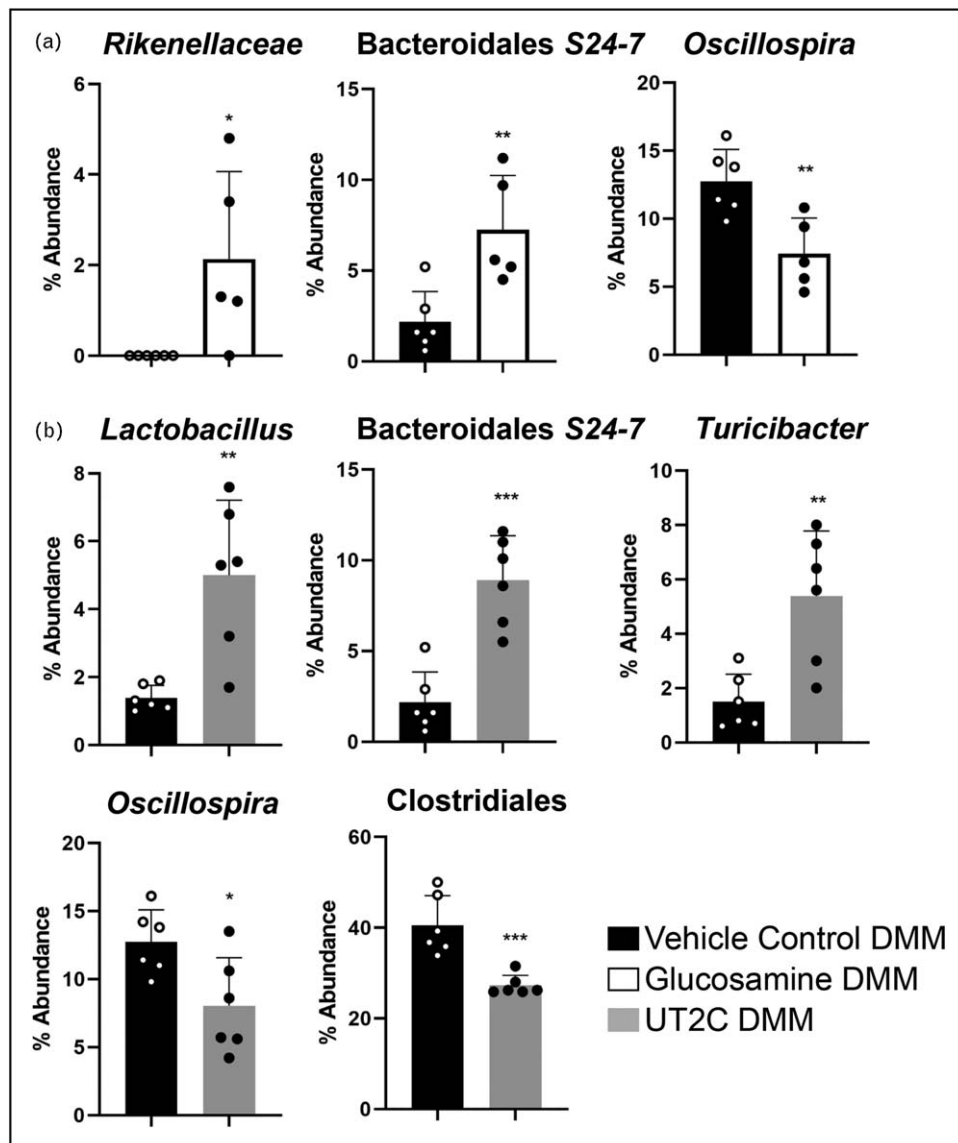 (a)
Rikenellaceae
% Abundance
6
4
2
0
*
Bacteroidales S24-7
% Abundance
15
10
5
0
**
Oscillospira
% Abundance
20
15
10
5
0
**
(b)
Lactobacillus
% Abundance
8
6
4
2
0
**
Bacteroidales S24-7
% Abundance
15
10
5
0
***
Turicibacter
% Abundance
10
8
6
4
2
0
**
Oscillospira
% Abundance
20
15
10
5
0
*
Clostridiales
% Abundance
60
40
20
0
***
Vehicle Control DMM
Glucosamine DMM
UT2C DMM